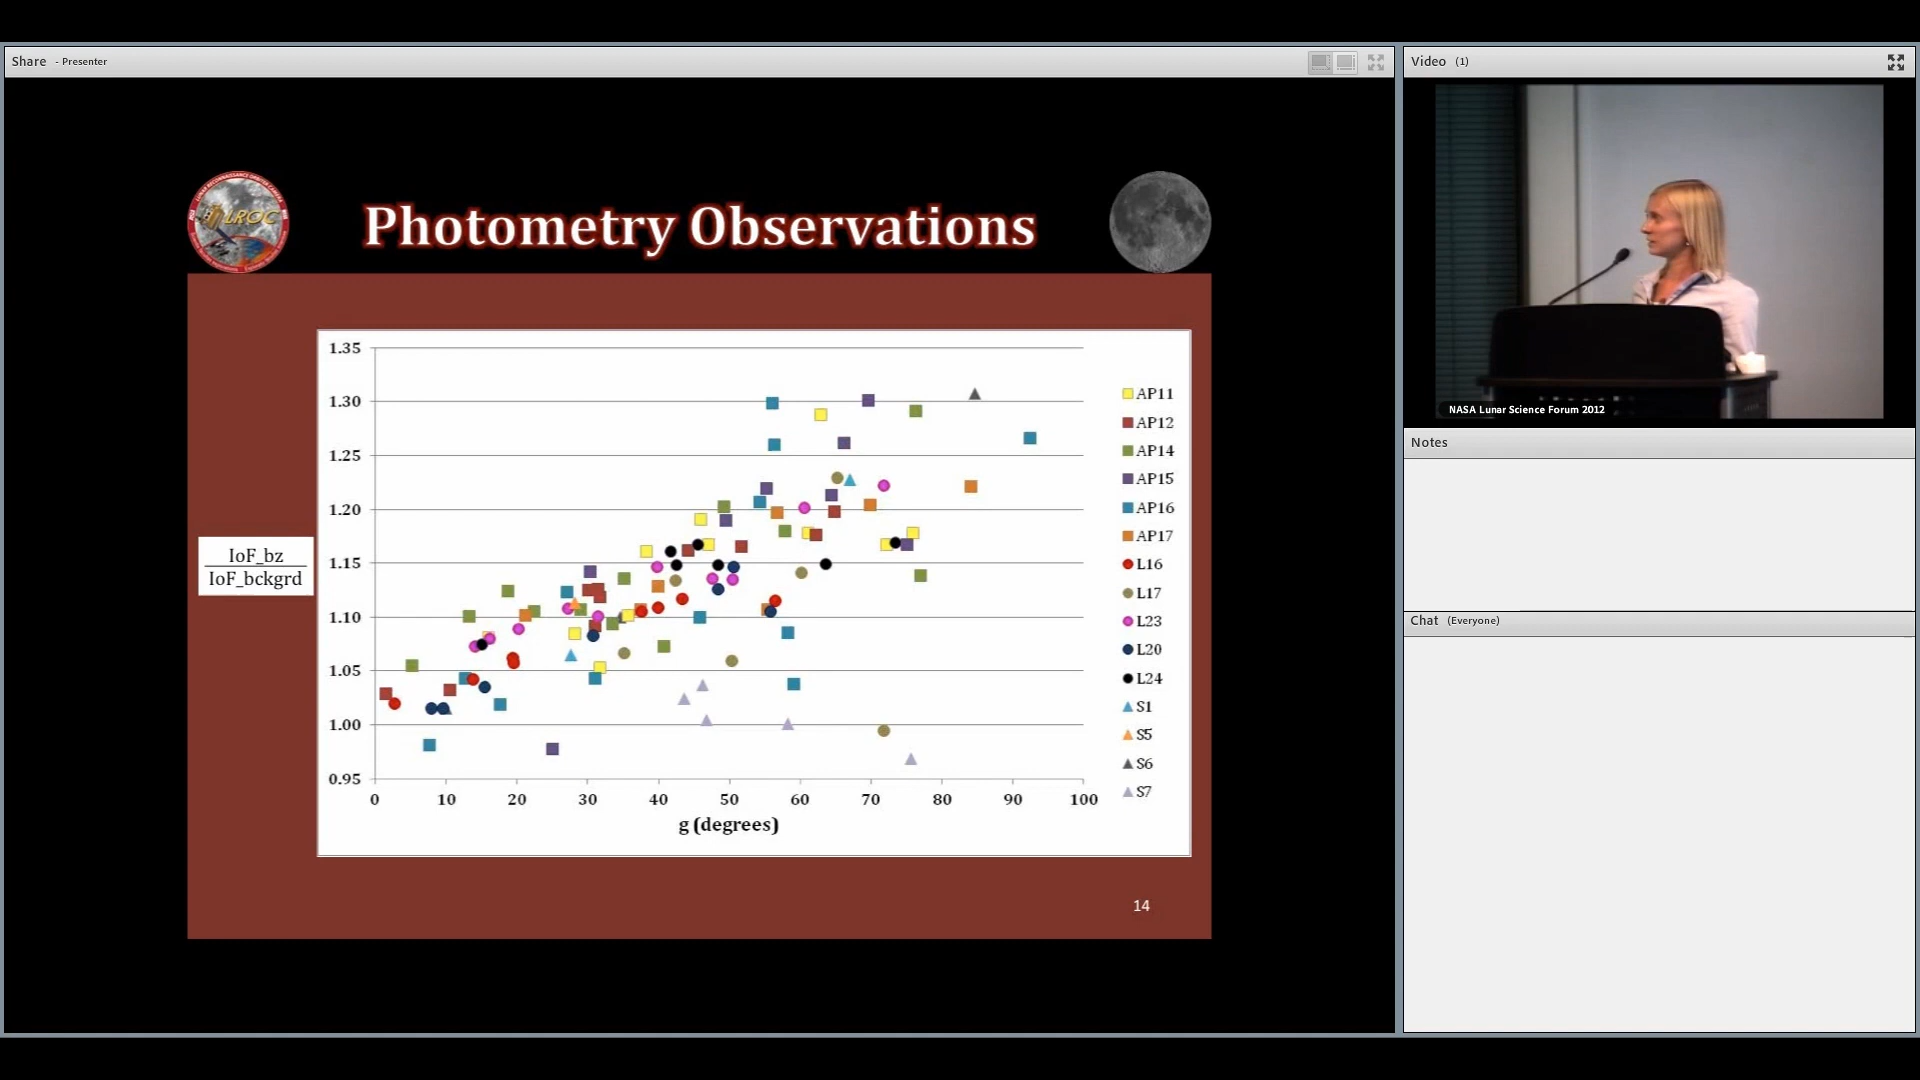 Share - Presenter
Video (1)
LROC
Photometry Observations
NASA Lunar Science Forum 2012
Notes
Chat (Everyone)
IoF_bz
IoF_bckgrd
1.35
1.30
1.25
1.20
1.15
1.10
1.05
1.00
0.95
0 10 20 30 40 50 60 70 80 90 100
g (degrees)
AP11
AP12
AP14
AP15
AP16
AP17
L16
L17
L23
L20
L24
S1
S5
S6
S7
14